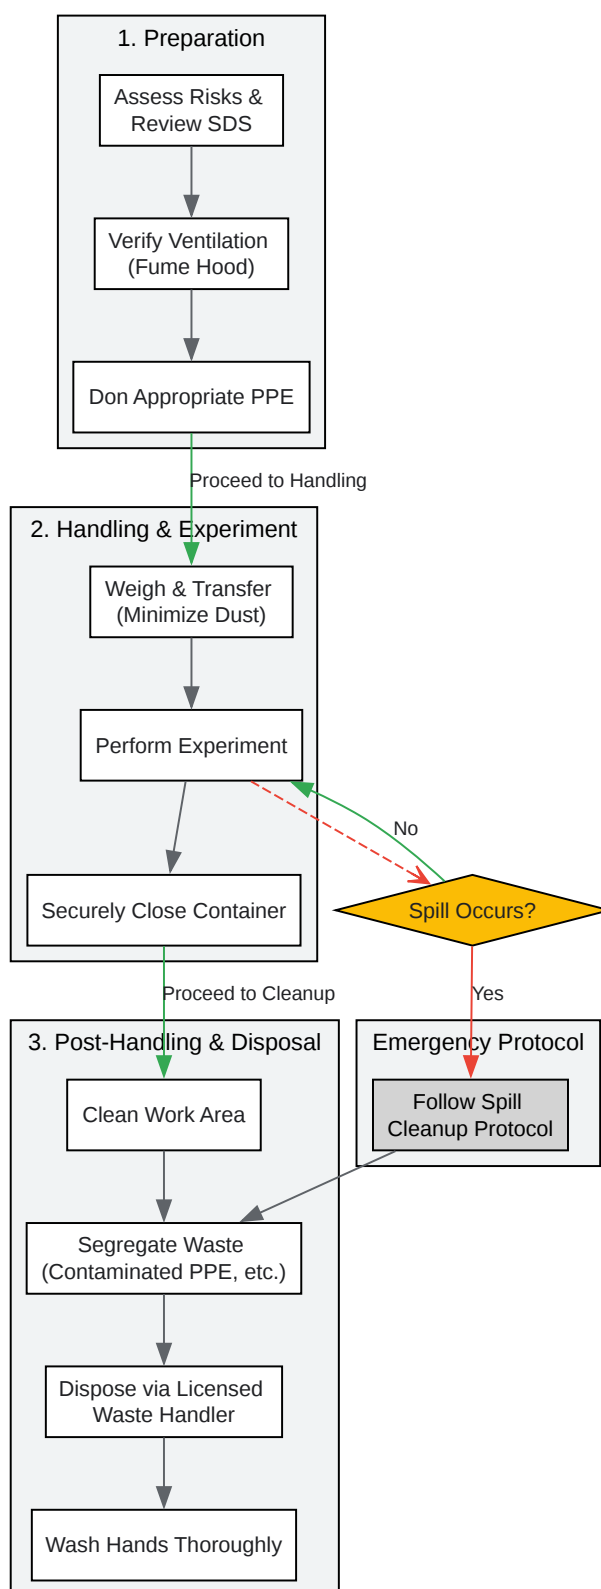 1. Preparation
Assess Risks &
Review SDS
Verify Ventilation
(Fume Hood)
Don Appropriate PPE
Proceed to Handling
2. Handling & Experiment
Weigh & Transfer
(Minimize Dust)
Perform Experiment
No
Securely Close Container
Spill Occurs?
Proceed to Cleanup
Yes
3. Post-Handling & Disposal
Emergency Protocol
Clean Work Area
Follow Spill
Cleanup Protocol
Segregate Waste
(Contaminated PPE, etc.)
Dispose via Licensed
Waste Handler
Wash Hands Thoroughly